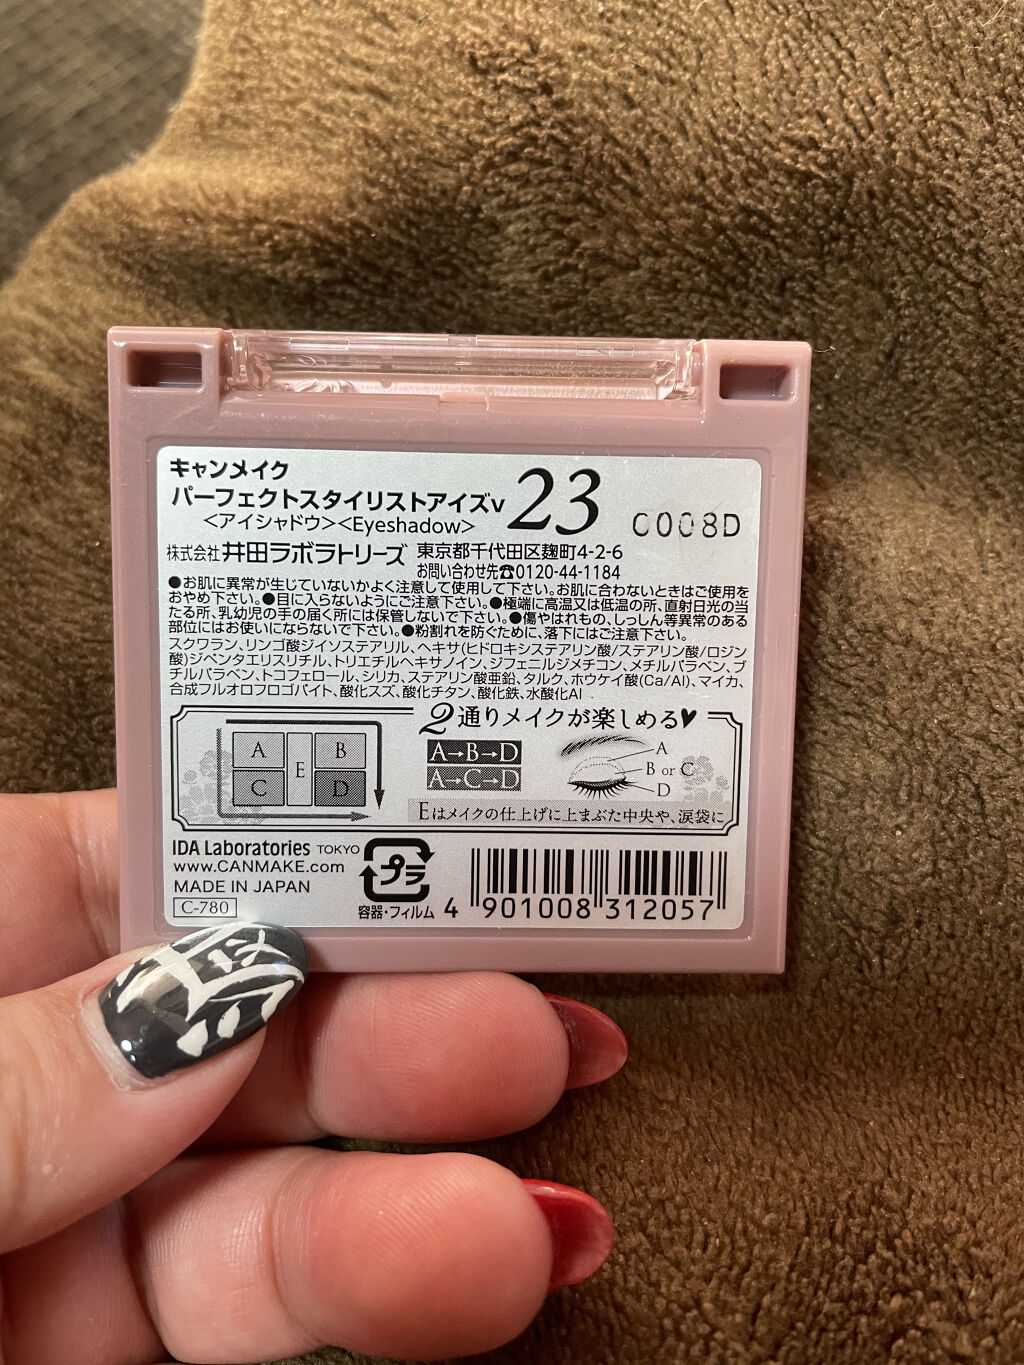 キャンメイク
パーフェクトスタイリストアイズv 23
<アイシャドウ><Eyeshadow>
C008D
株式会社 井田ラボラトリーズ 東京都千代田区麹町4-2-6
お問い合わせ先☎0120-44-1184
●お肌に異常が生じていないかよく注意して使用して下さい。お肌に合わないときはご使用を
おやめ下さい。●目に入らないようにご注意下さい。●極端に高温又は低温の所、直射日光の当
たる所、乳幼児の手の届く所には保管しないで下さい。●傷やはれもの、しっしん等異常のある
部位にはお使いにならないで下さい。●粉割れを防ぐために、落下にはご注意下さい。
スクワラン、リンゴ酸ジイソステアリル、ヘキサ(ヒドロキシステアリン酸/ステアリン酸/ロジン
酸)ジペンタエリスリチル、トリエチルヘキサノイン、ジフェニルジメチコン、メチルパラベン、ブ
チルパラベン、トコフェロール、シリカ、ステアリン酸亜鉛、タルク、ホウケイ酸(Ca/Al)、マイカ、
合成フルオロフロゴパイト、酸化スズ、酸化チタン、酸化鉄、水酸化Al
2通りメイクが楽しめる♥
A B
E
C D
A→B→D
A→C→D
A
B or C
D
Eはメイクの仕上げに上まぶた中央や、涙袋に
IDA Laboratories TOKYO
www.CANMAKE.com
MADE IN JAPAN
C-780
プラ
容器・フィルム
4 901008 312057